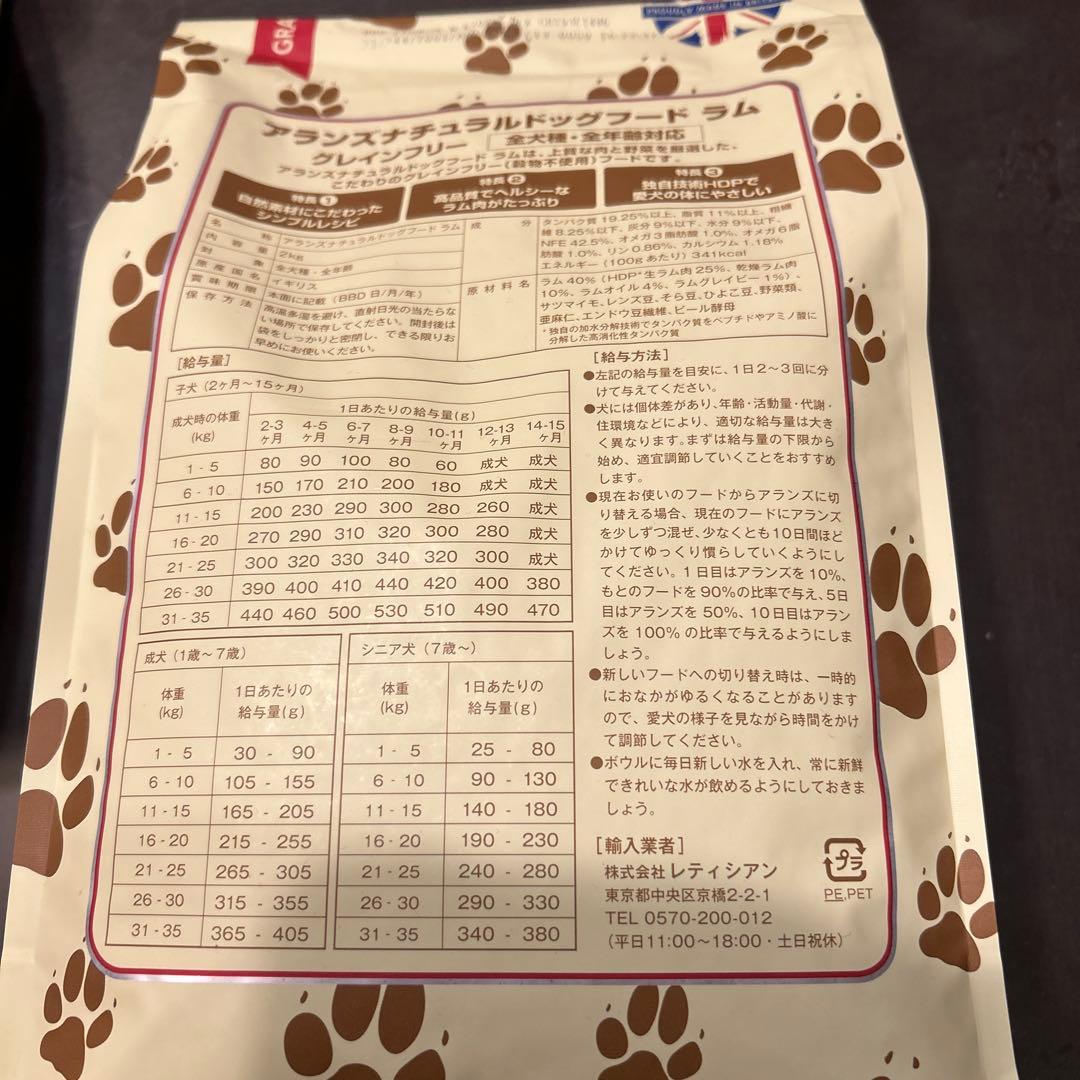 GRA
アランズナチュラルドッグフード ラム
グレインフリー 全犬種・全年齢対応
アランズナチュラルドッグフード ラムは、上質な肉と野菜を厳選した、
こだわりのグレインフリー(穀物不使用)フードです。
特長1
自然素材にこだわった
シンプルレシピ
特長2
高品質でヘルシーな
ラム肉がたっぷり
特長3
独自技術HDPで
愛犬の体にやさしい
名称 アランズナチュラルドッグフード ラム
内容量 2kg
対象 全犬種・全年齢
原産国名 イギリス
賞味期限 本面に記載(BBD 日/月/年)
保存方法 高温多湿を避け、直射日光の当たらな
い場所で保存してください。開封後は
袋をしっかりと密閉し、できる限りお
早めにお使いください。
成分 タンパク質 19.25%以上、脂質 11%以上、粗繊
維 8.25%以下、灰分 9%以下、水分 9%以下、
NFE 42.5%、オメガ3脂肪酸 1.0%、オメガ6脂
肪酸 1.0%、リン 0.86%、カルシウム 1.18%
エネルギー(100gあたり)341kcal
原材料名 ラム 40%(HDP*生ラム肉 25%、乾燥ラム肉
10%、ラムオイル 4%、ラムグレイビー 1%)、
サツマイモ、レンズ豆、そら豆、ひよこ豆、野菜類、
亜麻仁、エンドウ豆繊維、ビール酵母
*独自の加水分解技術でタンパク質をペプチドやアミノ酸に
分解した高消化性タンパク質
[給与量]
子犬(2ヶ月~15ヶ月)
成犬時の体重(kg) 1日あたりの給与量(g)
2-3ヶ月 4-5ヶ月 6-7ヶ月 8-9ヶ月 10-11ヶ月 12-13ヶ月 14-15ヶ月
1-5 80 90 100 80 60 成犬 成犬
6-10 150 170 210 200 180 成犬 成犬
11-15 200 230 290 300 280 260 成犬
16-20 270 290 310 320 300 280 成犬
21-25 300 320 330 340 320 300 成犬
26-30 390 400 410 440 420 400 380
31-35 440 460 500 530 510 490 470
成犬(1歳~7歳)
体重(kg) 1日あたりの給与量(g)
1-5 30-90
6-10 105-155
11-15 165-205
16-20 215-255
21-25 265-305
26-30 315-355
31-35 365-405
シニア犬(7歳~)
体重(kg) 1日あたりの給与量(g)
1-5 25-80
6-10 90-130
11-15 140-180
16-20 190-230
21-25 240-280
26-30 290-330
31-35 340-380
[給与方法]
●左記の給与量を目安に、1日2~3回に分
けて与えてください。
●犬には個体差があり、年齢・活動量・代謝・
住環境などにより、適切な給与量は大き
く異なります。まずは給与量の下限から
始め、適宜調節していくことをおすすめ
します。
●現在お使いのフードからアランズに切
り替える場合、現在のフードにアランズ
を少しずつ混ぜ、少なくとも10日間ほど
かけてゆっくり慣らしていくようにし
てください。1日目はアランズを10%、
もとのフードを90%の比率で与え、5日
目はアランズを50%、10日目はアラン
ズを100%の比率で与えるようにしま
しょう。
●新しいフードへの切り替え時は、一時的
におなかがゆるくなることがあります
ので、愛犬の様子を見ながら時間をかけ
て調節してください。
●ボウルに毎日新しい水を入れ、常に新鮮
できれいな水が飲めるようにしておきま
しょう。
[輸入業者]
株式会社レティシアン
東京都中央区京橋2-2-1
TEL 0570-200-012
(平日11:00~18:00・土日祝休)
プラ
PE,PET